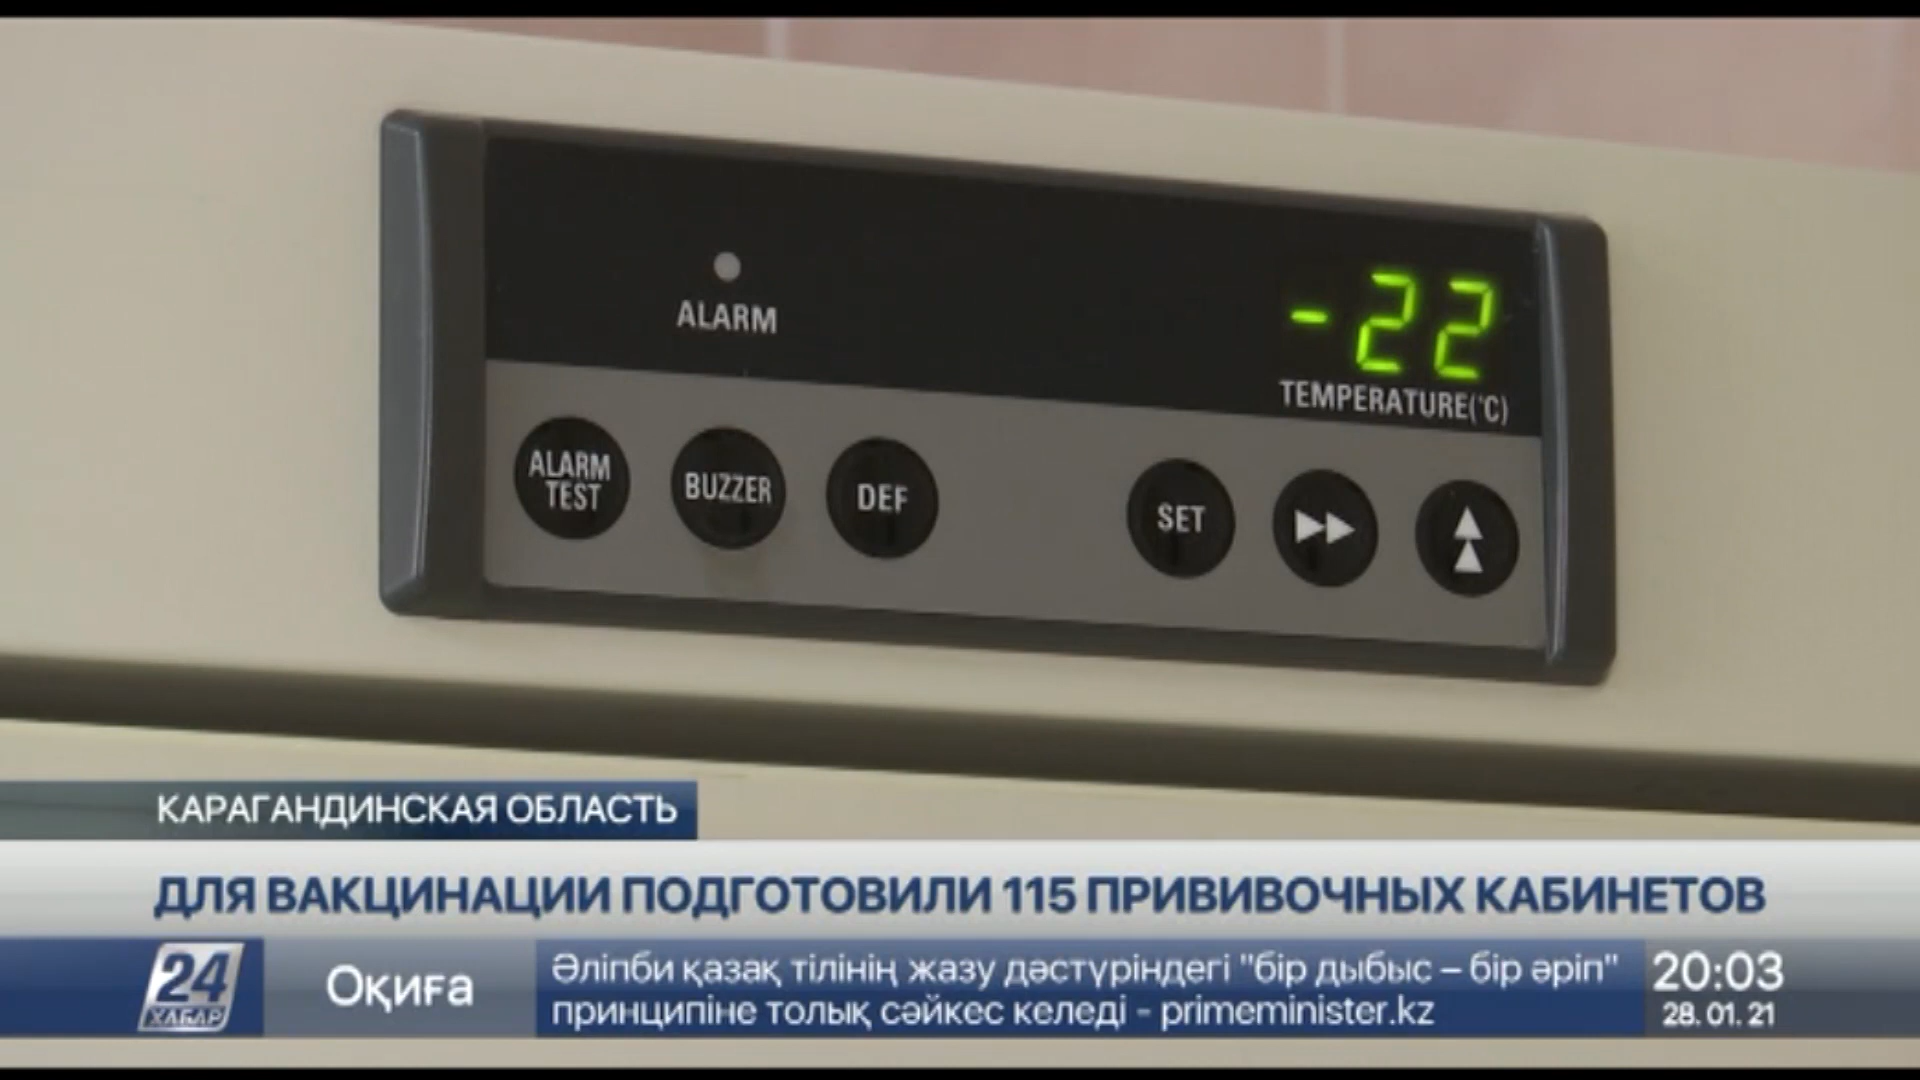 -22
ALARM
TEMPERATURE(°C)
ALARM
TEST
BUZZER
DEF
SET
КАРАГАНДИНСКАЯ ОБЛАСТЬ
ДЛЯ ВАКЦИНАЦИИ ПОДГОТОВИЛИ 115 ПРИВИВОЧНЫХ КАБИНЕТОВ
24
ХАБАР
Оқиға
Әліпби қазақ тілінің жазу дәстүріндегі "бір дыбыс – бір әріп"
принципіне толық сәйкес келеді - primeminister.kz
20:03
28. 01. 21